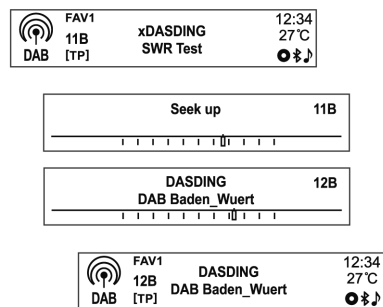 FAV1
12:34
xDASDING
11B
27°C
SWR Test
DAB
[TP]
Seek up
11B
DASDING
12B
DAB Baden_Wuert
FAV1
12:34
DASDING
12B
27°C
DAB Baden_Wuert
DAB
[TP]